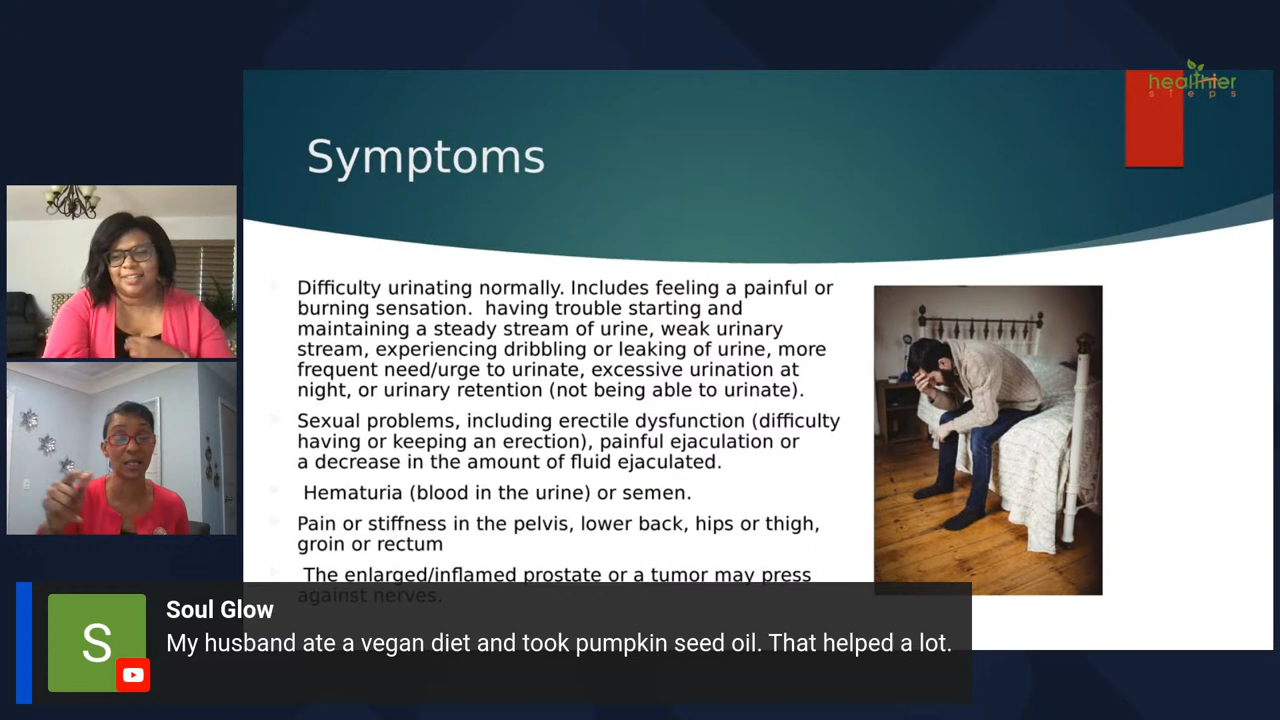 healthier
steps
Symptoms
Difficulty urinating normally. Includes feeling a painful or
burning sensation.  having trouble starting and
maintaining a steady stream of urine, weak urinary
stream, experiencing dribbling or leaking of urine, more
frequent need/urge to urinate, excessive urination at
night, or urinary retention (not being able to urinate).
Sexual problems, including erectile dysfunction (difficulty
having or keeping an erection), painful ejaculation or
a decrease in the amount of fluid ejaculated.
Hematuria (blood in the urine) or semen.
Pain or stiffness in the pelvis, lower back, hips or thigh,
groin or rectum
The enlarged/inflamed prostate or a tumor may press
against nerves.
S
Soul Glow
My husband ate a vegan diet and took pumpkin seed oil. That helped a lot.